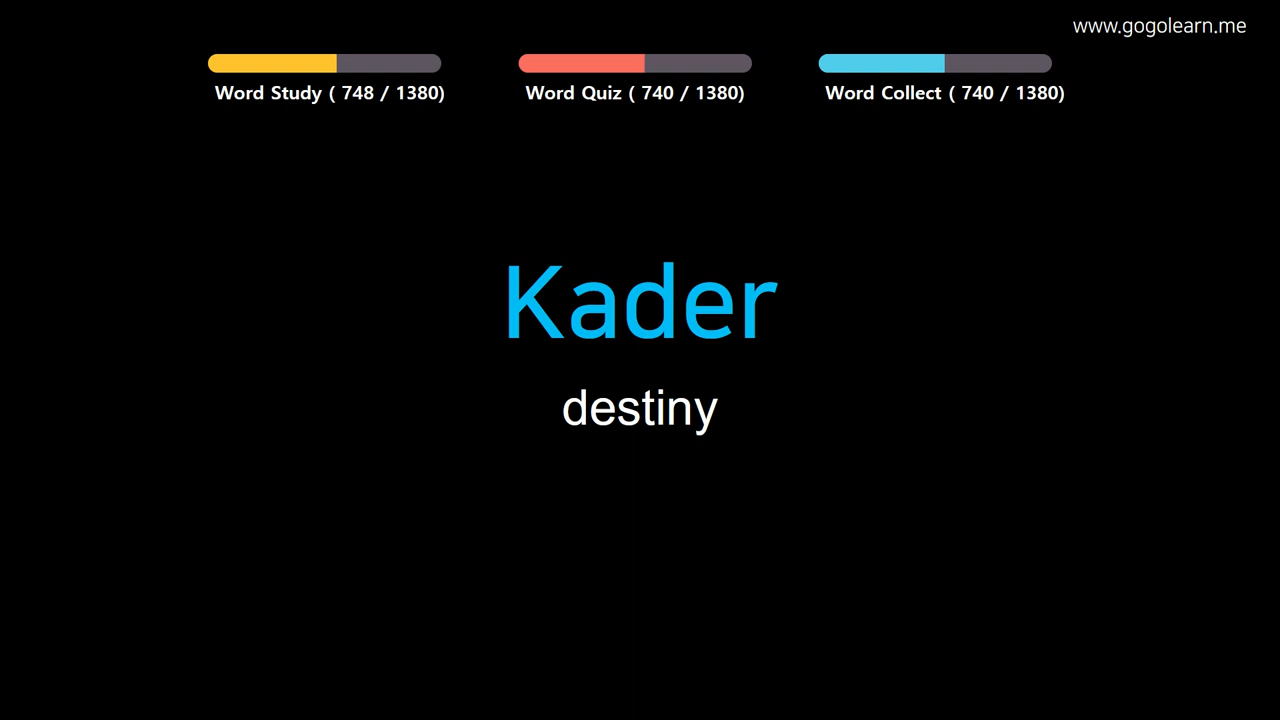 www.gogolearn.me
Word Study ( 748 / 1380)
Word Quiz ( 740 / 1380)
Word Collect ( 740 / 1380)
Kader
destiny